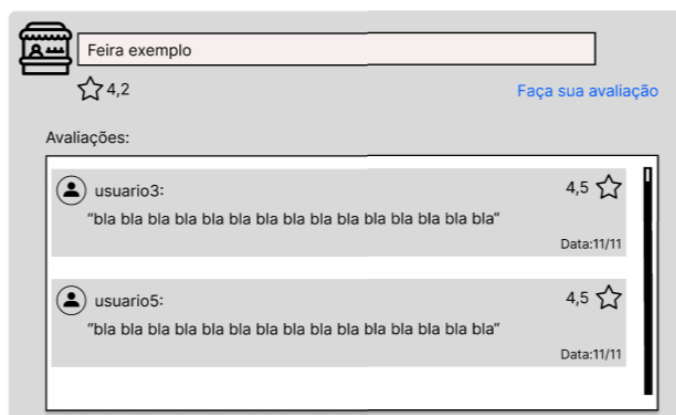 Feira exemplo
4,2
Faça sua avaliação
Avaliações:
usuario3:
4,5
“bla bla bla bla bla bla bla bla bla bla bla bla bla bla bla”
Data:11/11
usuario5:
4,5
“bla bla bla bla bla bla bla bla bla bla bla bla bla bla bla”
Data:11/11